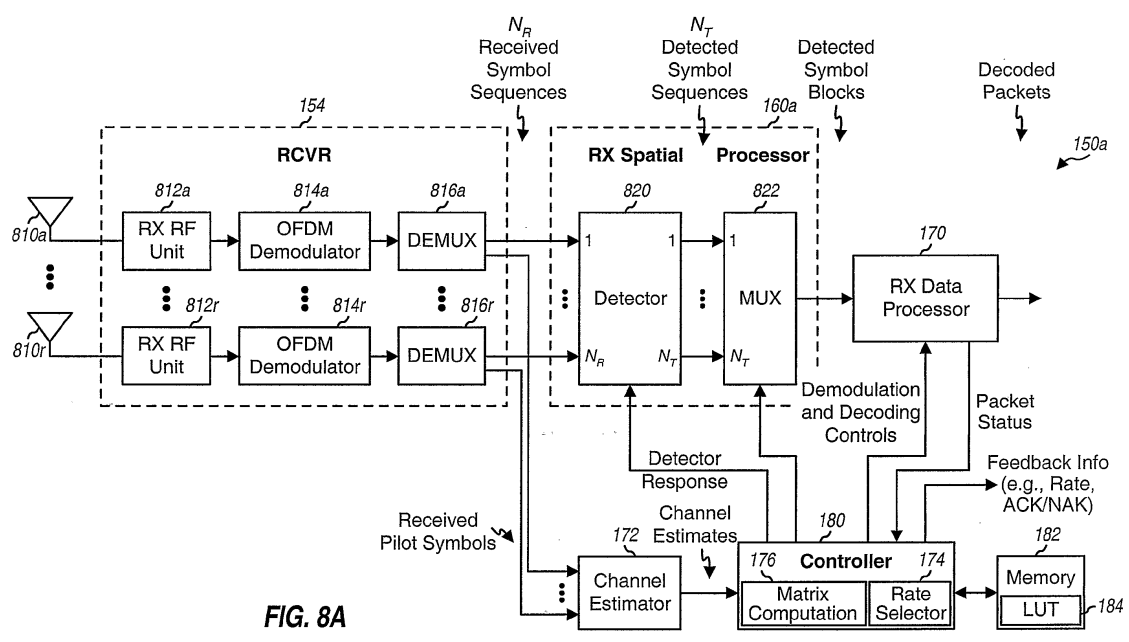 N_R
Received
Symbol
Sequences
N_T
Detected
Symbol
Sequences
Detected
Symbol
Blocks
Decoded
Packets
154
160a
150a
RCVR
RX Spatial Processor
812a
814a
816a
820
822
810a
RX RF
Unit
OFDM
Demodulator
DEMUX
1
1
1
170
RX Data
Processor
Detector
MUX
812r
814r
816r
810r
RX RF
Unit
OFDM
Demodulator
DEMUX
N_R
N_T
N_T
Demodulation
and Decoding
Controls
Packet
Status
Detector
Response
Feedback Info
(e.g., Rate,
ACK/NAK)
Received
Pilot Symbols
Channel
Estimates
172
Channel
Estimator
180
Controller
176
Matrix
Computation
174
Rate
Selector
182
Memory
LUT
184
FIG. 8A